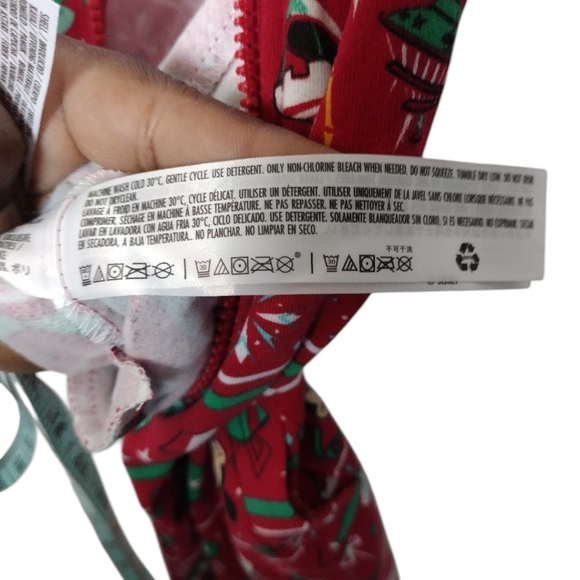 MACHINE WASH COLD 30°C, GENTLE CYCLE. USE DETERGENT. ONLY NON-CHLORINE BLEACH WHEN NEEDED. DO NOT SQUEEZE. TUMBLE DRY LOW. DO NOT IRON.
DO NOT DRYCLEAN.
LAVAGE À FROID EN MACHINE 30°C, CYCLE DÉLICAT. UTILISER UN DÉTERGENT. UTILISER UNIQUEMENT DE LA JAVEL SANS CHLORE LORSQUE NÉCESSAIRE. NE PAS
COMPRIMER. SÉCHAGE EN MACHINE À BASSE TEMPÉRATURE. NE PAS REPASSER. NE PAS NETTOYER À SEC.
LAVAR EN LAVADORA CON AGUA FRIA 30°C, CICLO DELICADO. USE DETERGENTE. SOLAMENTE BLANQUEADOR SIN CLORO, SI ES NECESARIO. NO EXPRIMIR. SECAR
EN SECADORA, A BAJA TEMPERATURA.. NO PLANCHAR. NO LIMPIAR EN SECO.
不可干洗